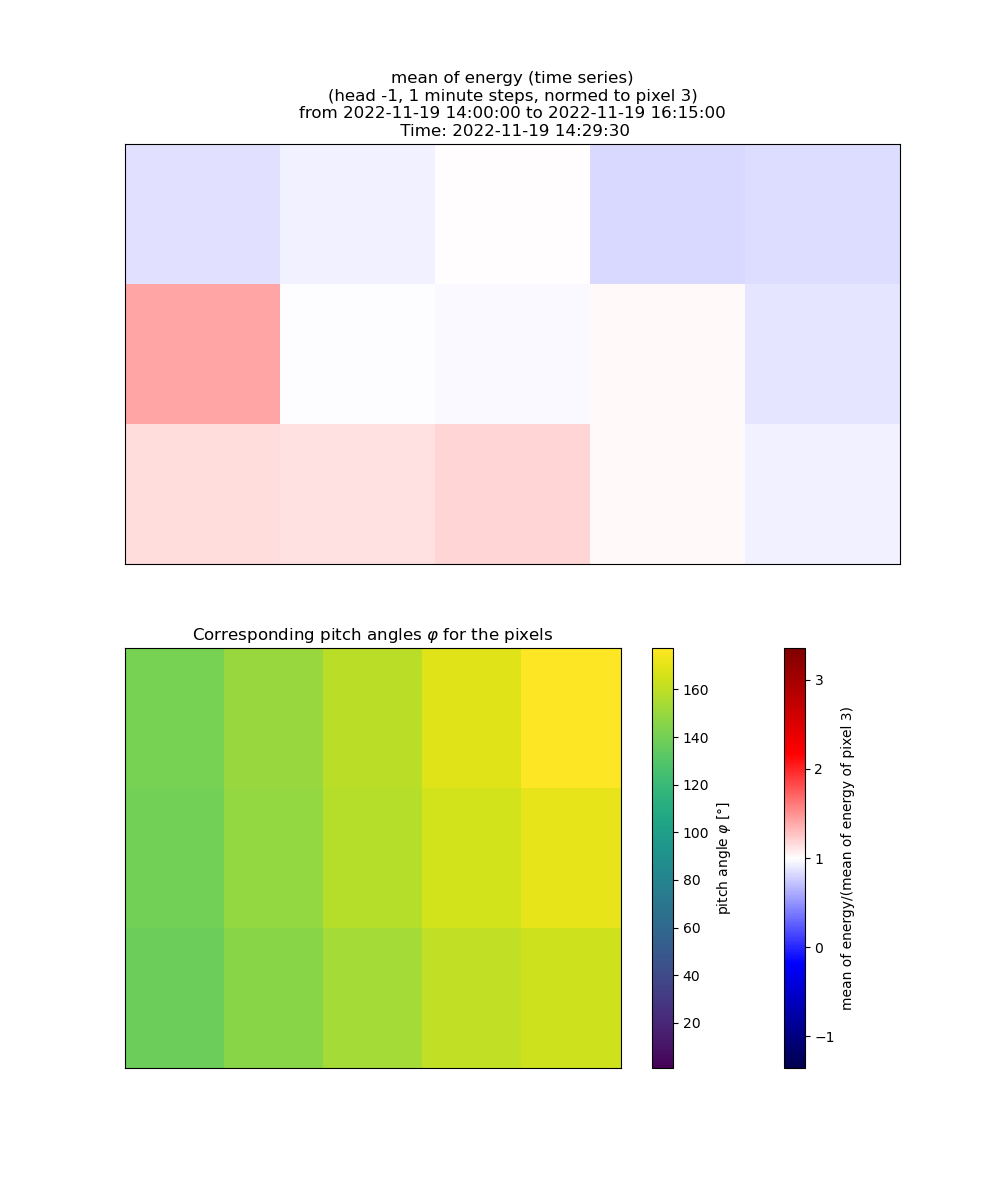 mean of energy (time series)
(head -1, 1 minute steps, normed to pixel 3)
from 2022-11-19 14:00:00 to 2022-11-19 16:15:00
Time: 2022-11-19 14:29:30
Corresponding pitch angles φ for the pixels
160
140
120
100
80
60
40
20
pitch angle φ [°]
3
2
1
0
−1
mean of energy/(mean of energy of pixel 3)